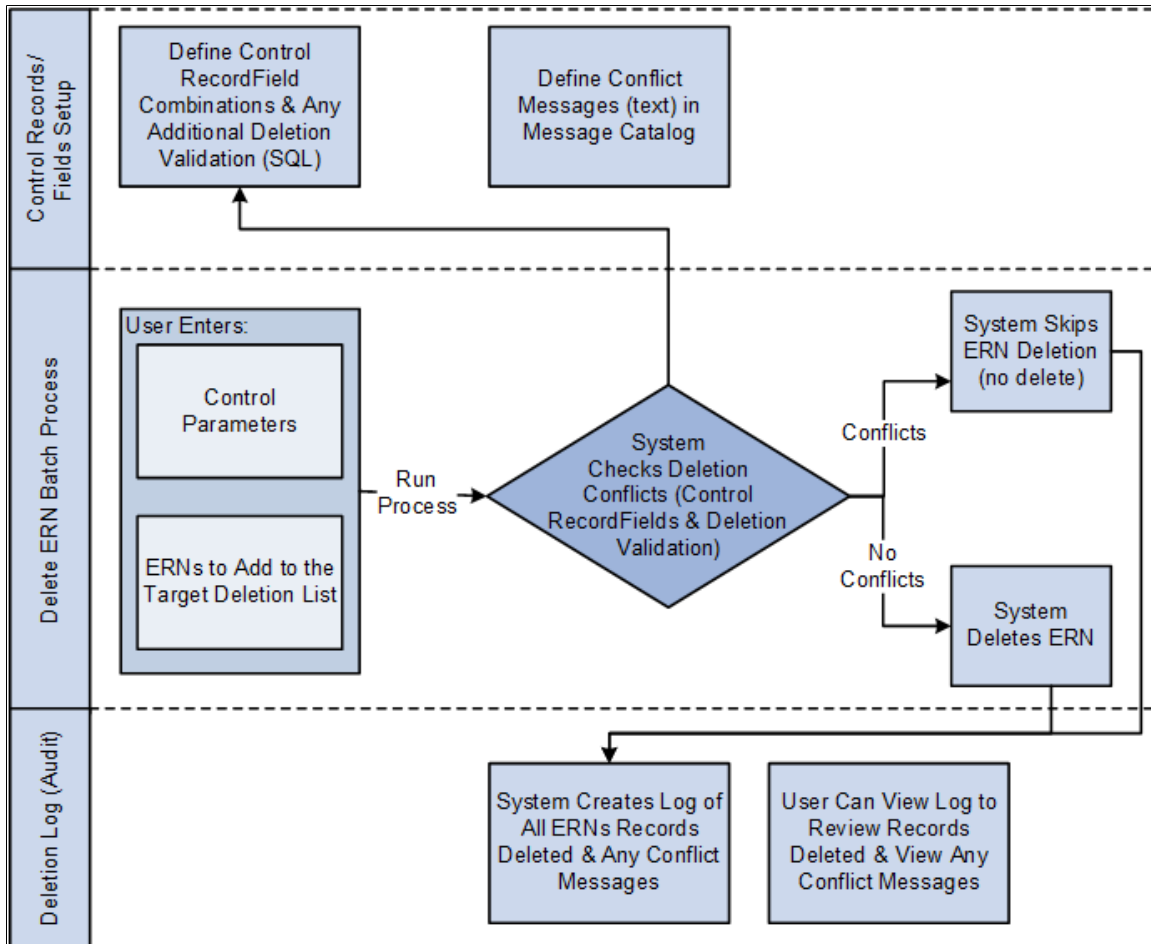 Control Records/
Fields Setup
Define Control
RecordField
Combinations & Any
Additional Deletion
Validation (SQL)
Define Conflict
Messages (text) in
Message Catalog
Delete ERN Batch Process
User Enters:
Control
Parameters
ERNs to Add to the
Target Deletion List
Run
Process
System
Checks Deletion
Conflicts (Control
RecordFields & Deletion
Validation)
Conflicts
No
Conflicts
System Skips
ERN Deletion
(no delete)
System
Deletes ERN
Deletion Log (Audit)
System Creates Log of
All ERNs Records
Deleted & Any Conflict
Messages
User Can View Log to
Review Records
Deleted & View Any
Conflict Messages